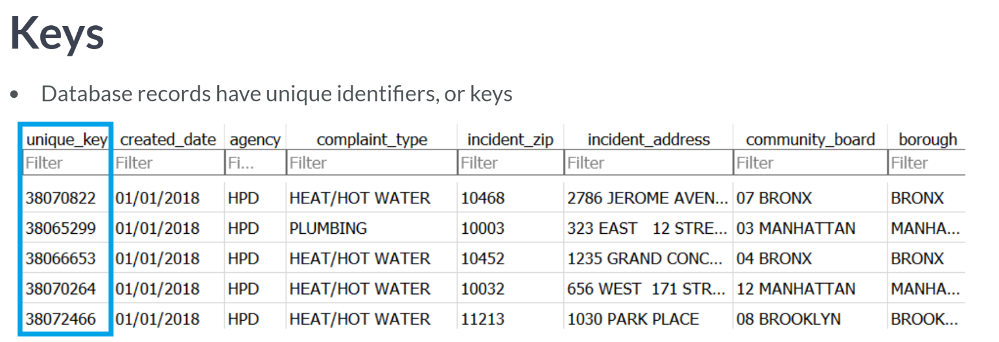 Keys
• Database records have unique identifiers, or keys
unique_key created_date agency complaint_type incident_zip incident_address community_board borough
Filter Filter Fi... Filter Filter Filter Filter Filter
38070822 01/01/2018 HPD HEAT/HOT WATER 10468 2786 JEROME AVEN... 07 BRONX BRONX
38065299 01/01/2018 HPD PLUMBING 10003 323 EAST   12 STRE... 03 MANHATTAN MANHA...
38066653 01/01/2018 HPD HEAT/HOT WATER 10452 1235 GRAND CONC... 04 BRONX BRONX
38070264 01/01/2018 HPD HEAT/HOT WATER 10032 656 WEST  171 STR... 12 MANHATTAN MANHA...
38072466 01/01/2018 HPD HEAT/HOT WATER 11213 1030 PARK PLACE 08 BROOKLYN BROOK...